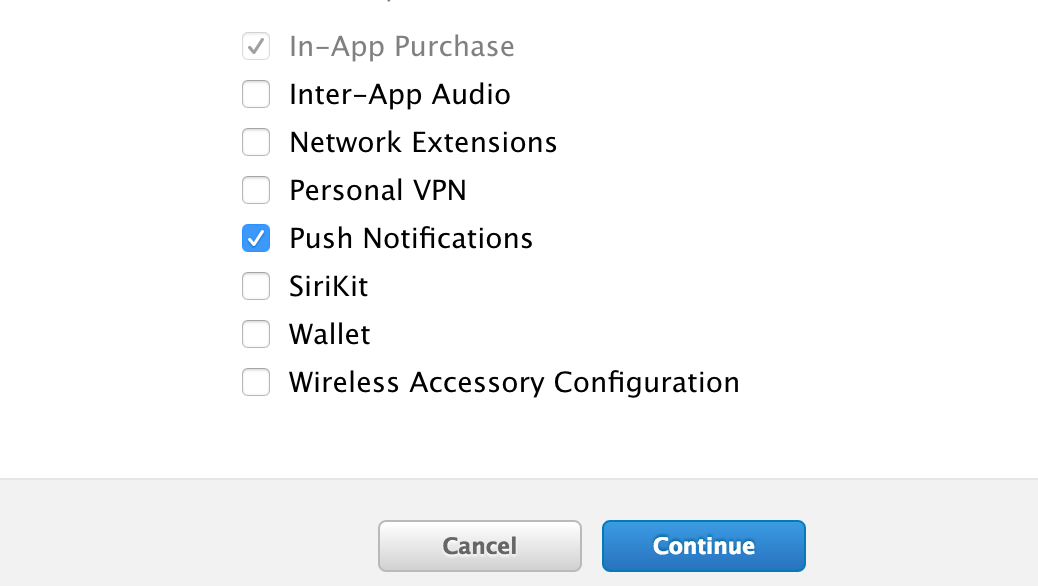 In-App Purchase
Inter-App Audio
Network Extensions
Personal VPN
Push Notifications
SiriKit
Wallet
Wireless Accessory Configuration
Cancel Continue